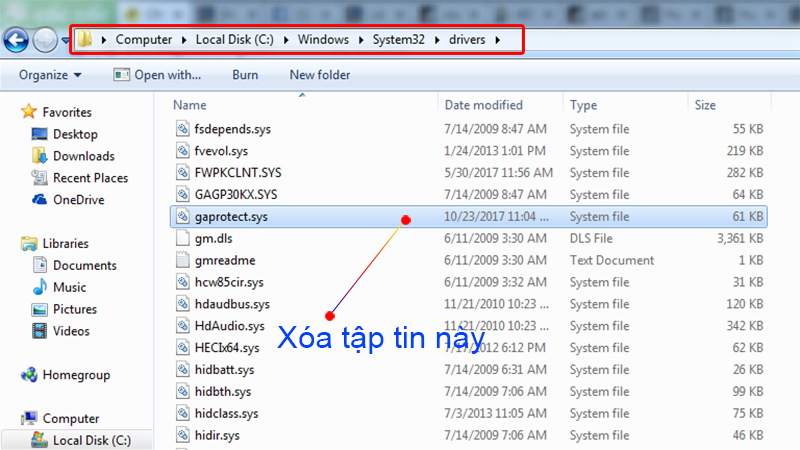 Computer Local Disk (C:) Windows System32 drivers
Organize Open with... Burn New folder
Name Date modified Type Size
Favorites
Desktop
Downloads
Recent Places
OneDrive
Libraries
Documents
Music
Pictures
Videos
Homegroup
Computer
Local Disk (C:)
fsdepends.sys 7/14/2009 8:47 AM System file 55 KB
fvevol.sys 1/24/2013 1:01 PM System file 219 KB
FWPKCLNT.SYS 5/30/2017 11:56 AM System file 282 KB
GAGP30KX.SYS 7/14/2009 8:47 AM System file 64 KB
gaprotect.sys 10/23/2017 11:04 ... System file 61 KB
gm.dls 6/11/2009 3:30 AM DLS File 3,361 KB
gmreadme 6/11/2009 3:30 AM Text Document 1 KB
hcw85cir.sys 6/11/2009 3:32 AM System file 31 KB
hdaudbus.sys 11/21/2010 10:23 ... System file 120 KB
HdAudio.sys 11/21/2010 10:23 ... System file 342 KB
HECIx64.sys 7/17/2012 6:12 PM System file 62 KB
hidbatt.sys 7/14/2009 6:31 AM System file 26 KB
hidbth.sys 7/14/2009 7:06 AM System file 99 KB
hidclass.sys 7/3/2013 11:05 AM System file 75 KB
hidir.sys 7/14/2009 7:06 AM System file 46 KB
Xóa tập tin này